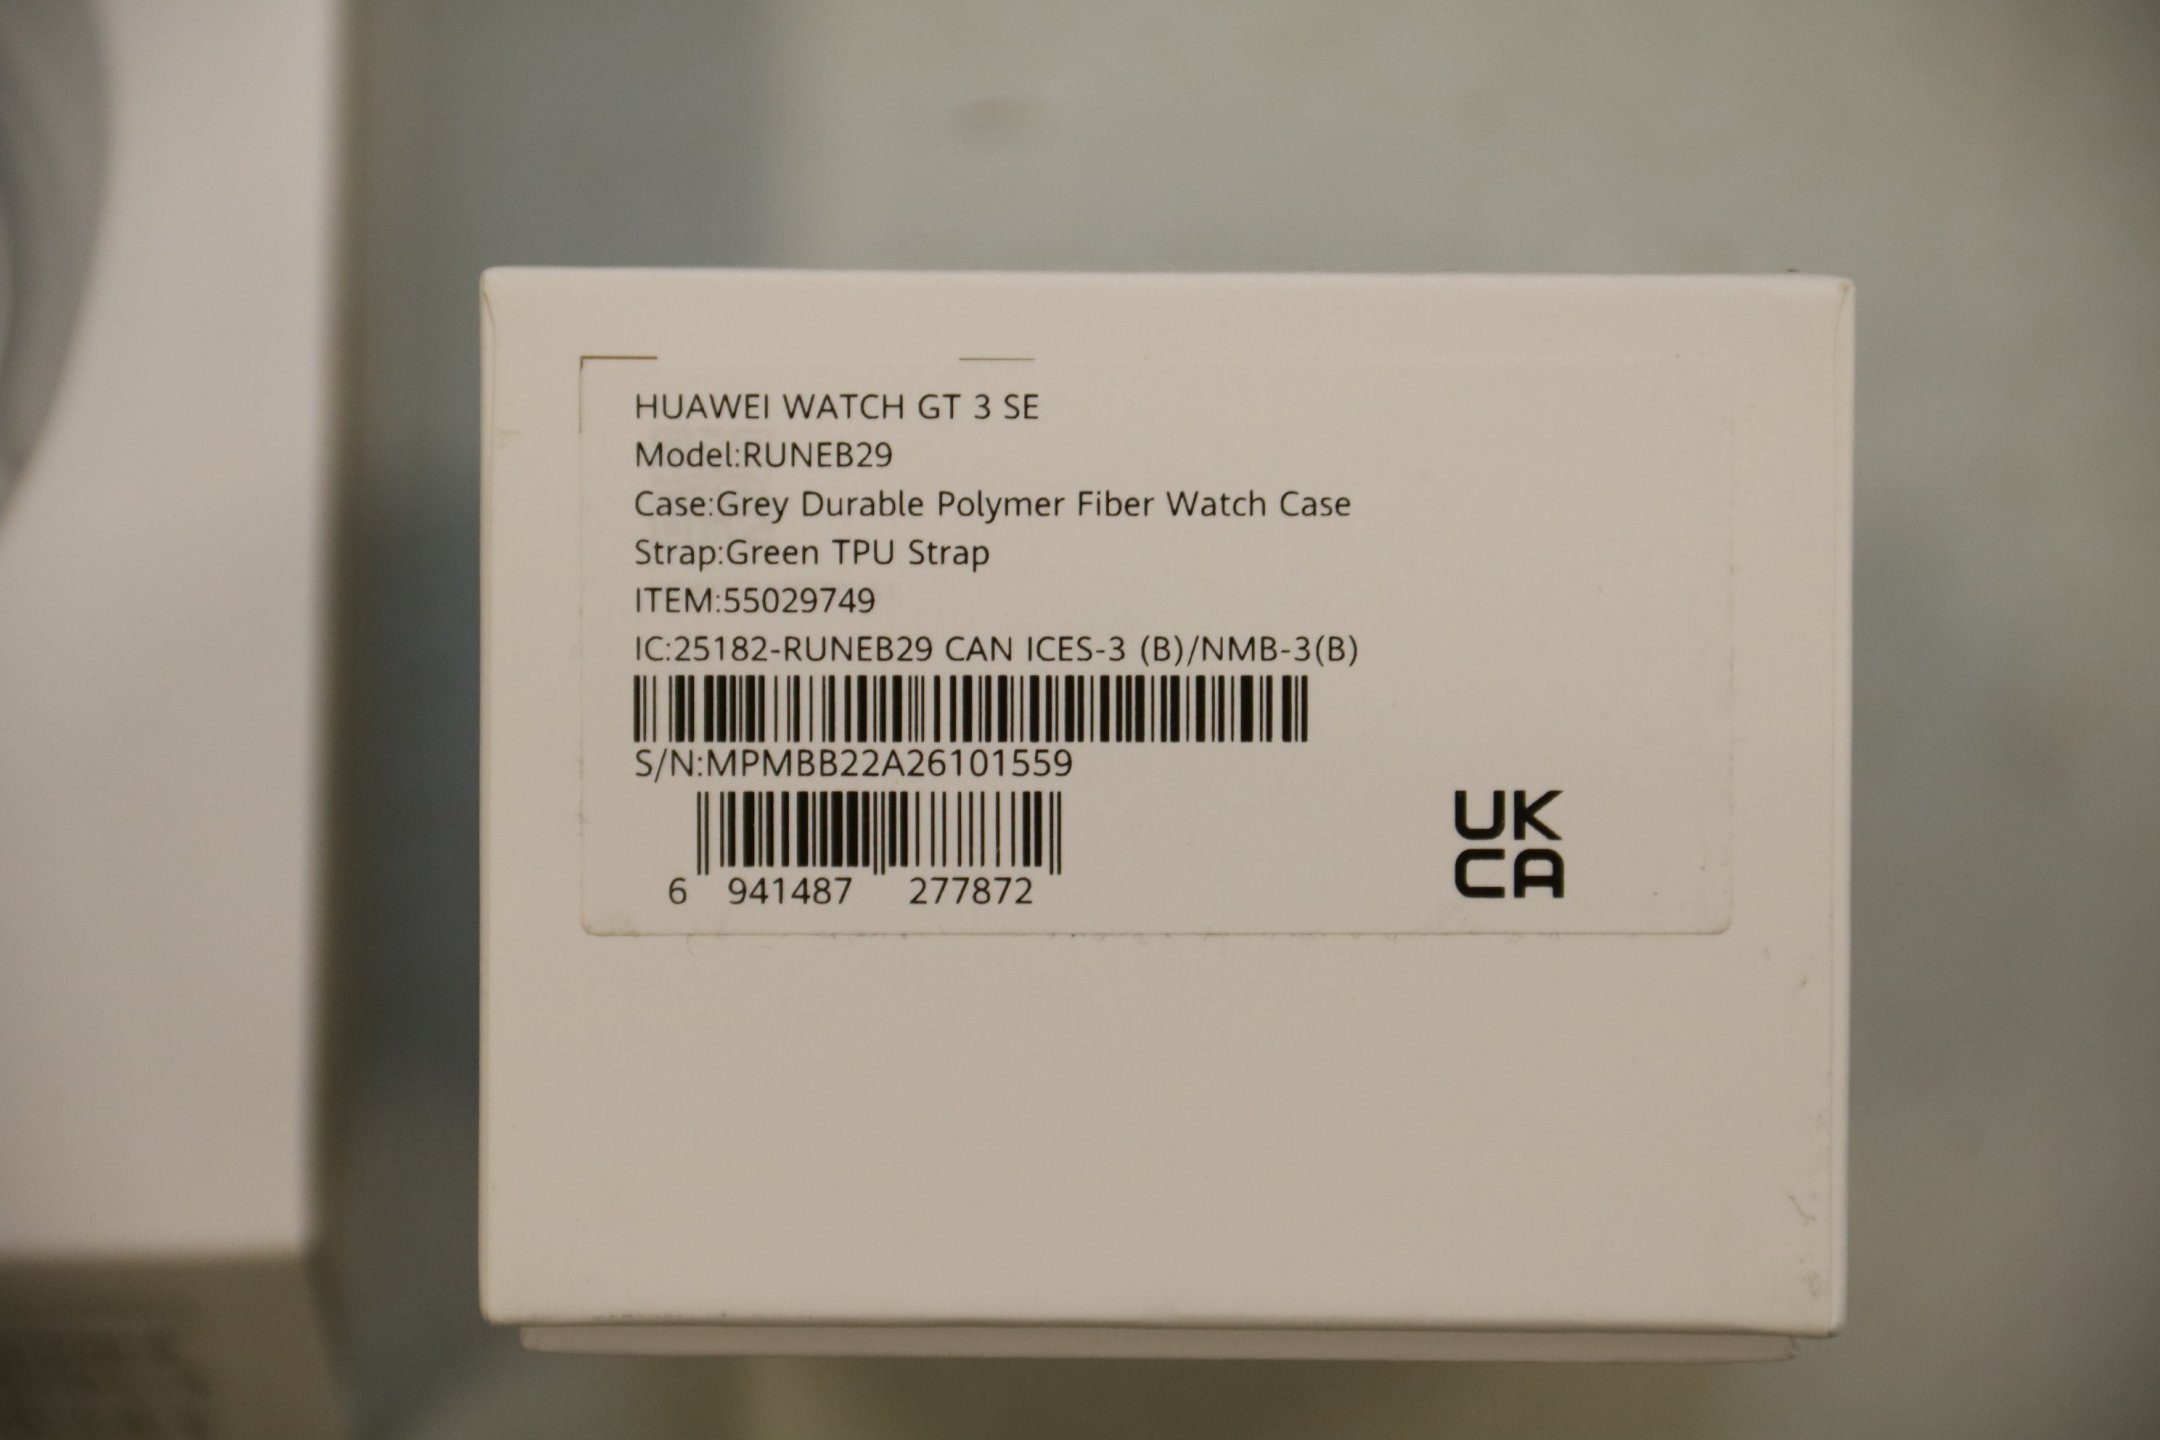 HUAWEI WATCH GT 3 SE
Model:RUNEB29
Case:Grey Durable Polymer Fiber Watch Case
Strap:Green TPU Strap
ITEM:55029749
IC:25182-RUNEB29 CAN ICES-3 (B)/NMB-3(B)
S/N:MPMBB22A26101559
6 941487 277872
UK
CA